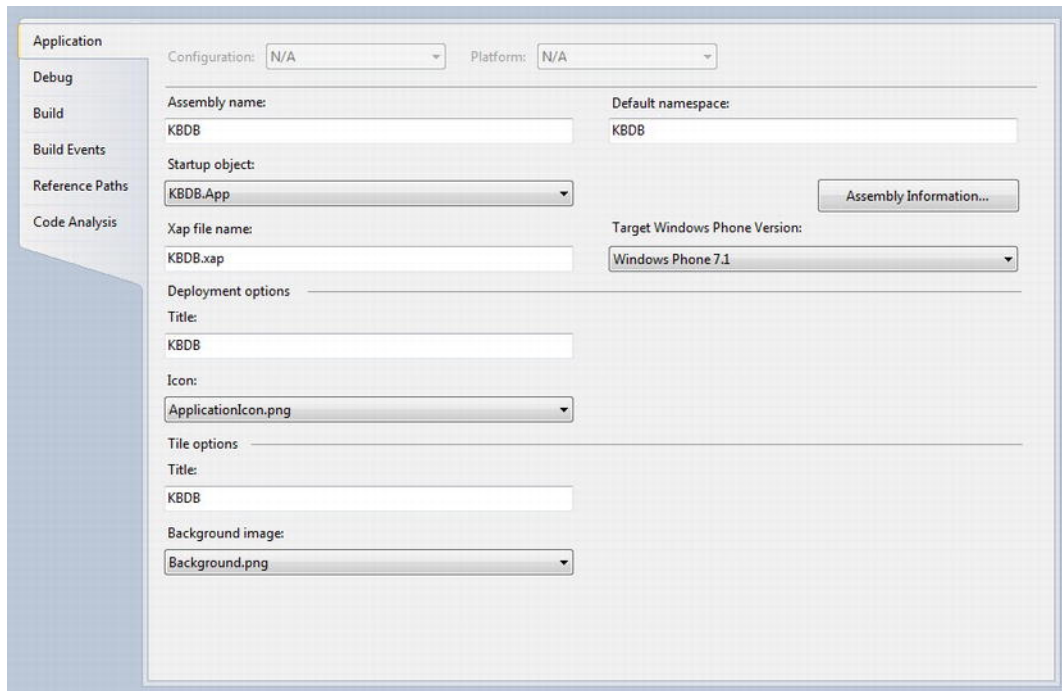 Application
Debug
Build
Build Events
Reference Paths
Code Analysis
Configuration: N/A Platform: N/A
Assembly name: Default namespace:
KBDB KBDB
Startup object:
KBDB.App Assembly Information...
Xap file name: Target Windows Phone Version:
KBDB.xap Windows Phone 7.1
Deployment options
Title:
KBDB
Icon:
ApplicationIcon.png
Tile options
Title:
KBDB
Background image:
Background.png